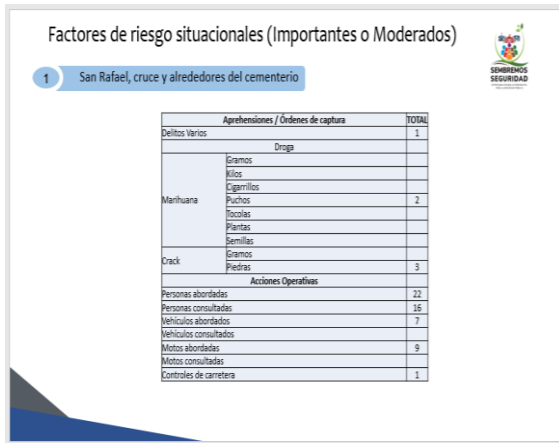 Factores de riesgo situacionales (Importantes o Moderados)
SEMBREMOS
SEGURIDAD
1 San Rafael, cruce y alrededores del cementerio
Aprehensiones / Órdenes de captura TOTAL
Delitos Varios 1
Droga
Marihuana
Gramos
Kilos
Cigarrillos
Puchos 2
Tocolas
Plantas
Semillas
Crack
Gramos
Piedras 3
Acciones Operativas
Personas abordadas 22
Personas consultadas 16
Vehículos abordados 7
Vehículos consultados
Motos abordadas 9
Motos consultadas
Controles de carretera 1